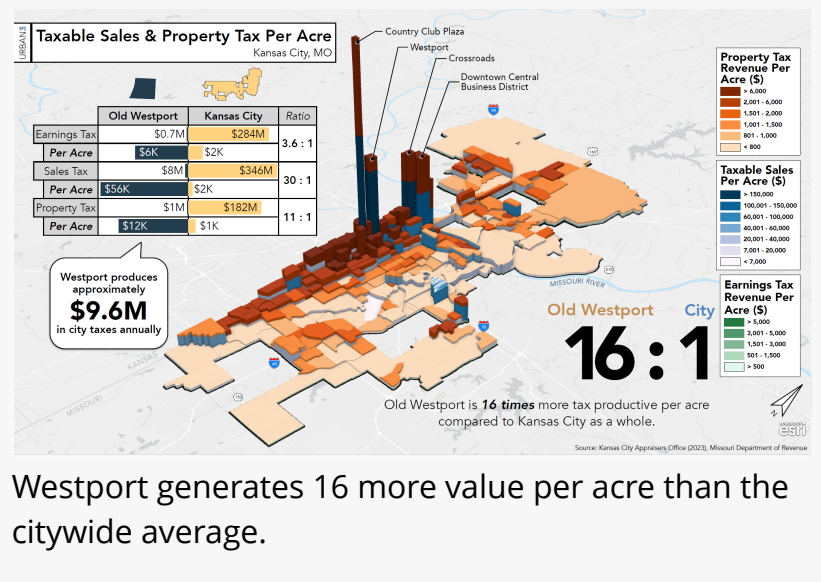 URBAN3
Taxable Sales & Property Tax Per Acre
Kansas City, MO
Old Westport Kansas City Ratio
Earnings Tax $0.7M $284M 3.6 : 1
Per Acre $6K $2K
Sales Tax $8M $346M 30 : 1
Per Acre $56K $2K
Property Tax $1M $182M 11 : 1
Per Acre $12K $1K
Westport produces
approximately
$9.6M
in city taxes annually
Country Club Plaza
Westport
Crossroads
Downtown Central
Business District
Property Tax
Revenue Per
Acre ($)
> 6,000
2,001 - 6,000
1,501 - 2,000
1,001 - 1,500
801 - 1,000
< 800
Taxable Sales
Per Acre ($)
> 150,000
100,001 - 150,000
60,001 - 100,000
40,001 - 60,000
20,001 - 40,000
7,001 - 20,000
< 7,000
Earnings Tax
Revenue Per
Acre ($)
> 5,000
1,001 - 5,000
1,501 - 3,000
501 - 1,500
> 500
MISSOURI RIVER
210
169
150
KANSAS
MISSOURI
Old Westport City
16 : 1
Old Westport is 16 times more tax productive per acre
compared to Kansas City as a whole.
N
esri
Source: Kansas City Appraisers Office (2023), Missouri Department of Revenue
Westport generates 16 more value per acre than the
citywide average.